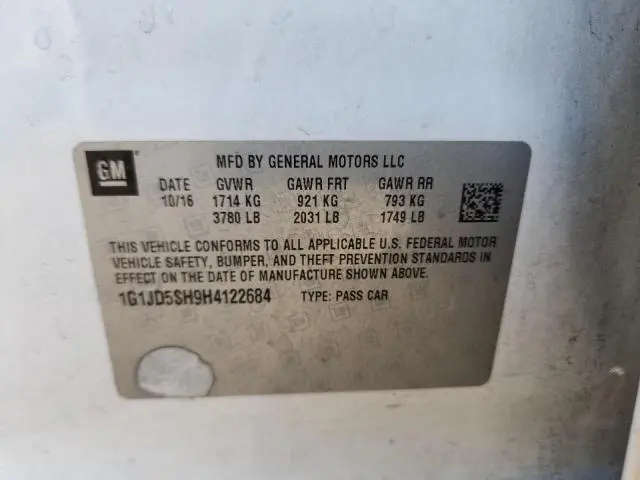 GM
MFD BY GENERAL MOTORS LLC
DATE GVWR GAWR FRT GAWR RR
10/16 1714 KG 921 KG 793 KG
3780 LB 2031 LB 1749 LB
THIS VEHICLE CONFORMS TO ALL APPLICABLE U.S. FEDERAL MOTOR
VEHICLE SAFETY, BUMPER, AND THEFT PREVENTION STANDARDS IN
EFFECT ON THE DATE OF MANUFACTURE SHOWN ABOVE.
1G1JD5SH9H4122684 TYPE: PASS CAR